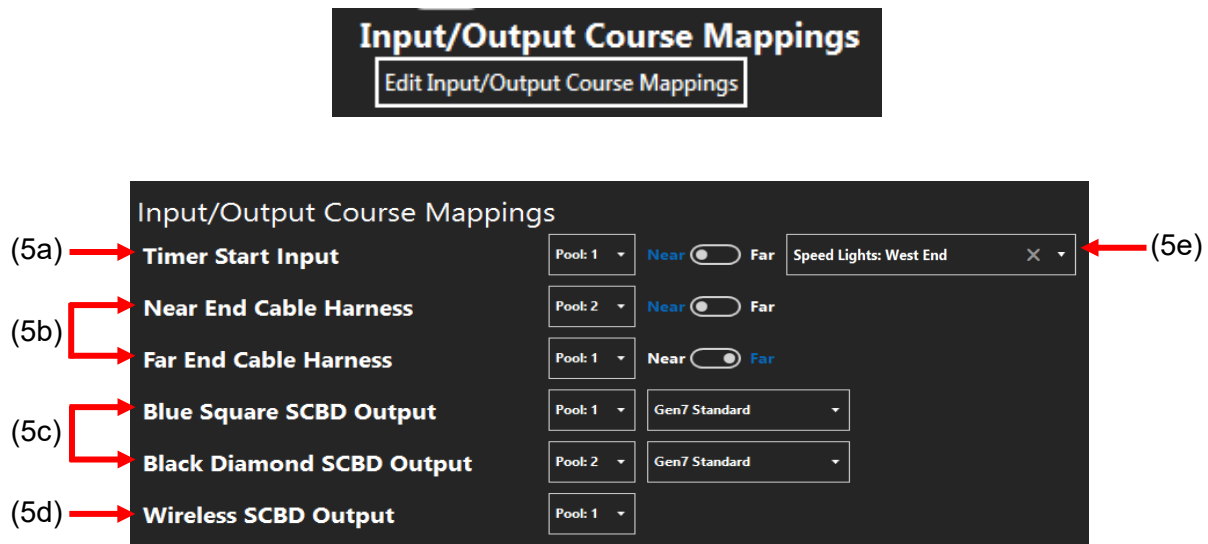 Input/Output Course Mappings
Edit Input/Output Course Mappings
Input/Output Course Mappings
(5a) Timer Start Input Pool: 1 Near Far Speed Lights: West End (5e)
Near End Cable Harness Pool: 2 Near Far
(5b)
Far End Cable Harness Pool: 1 Near Far
Blue Square SCBD Output Pool: 1 Gen7 Standard
(5c)
Black Diamond SCBD Output Pool: 2 Gen7 Standard
(5d) Wireless SCBD Output Pool: 1